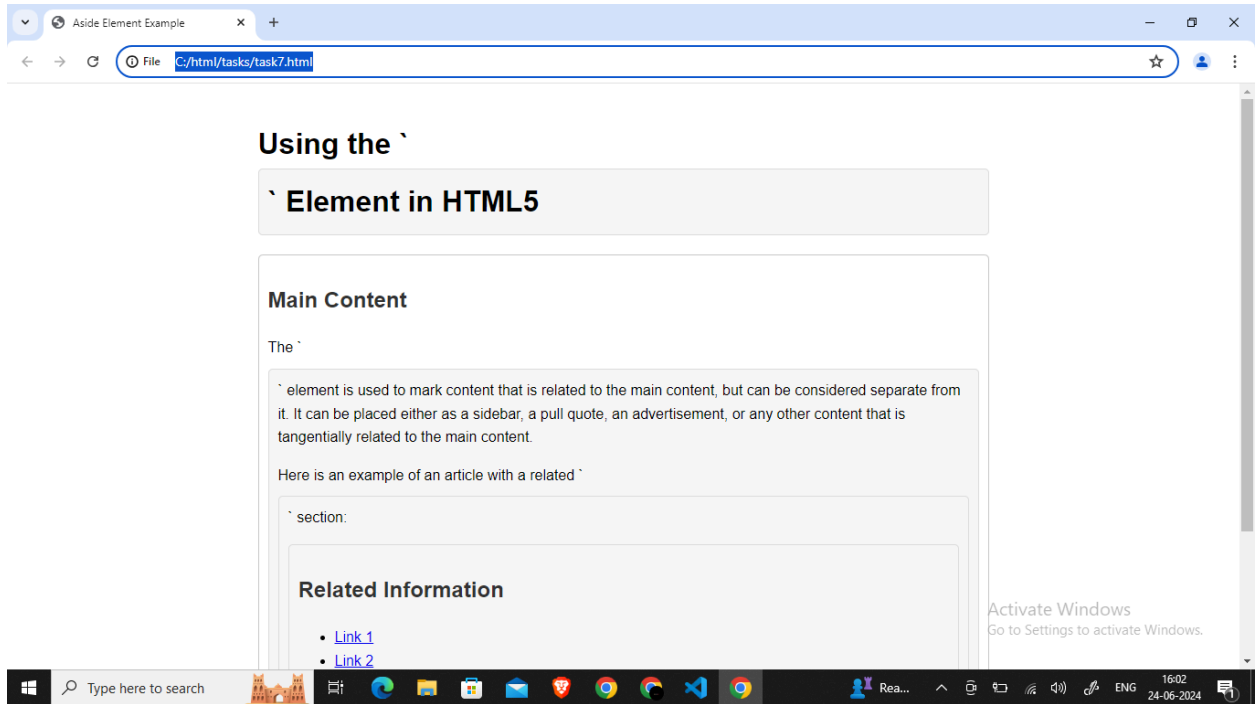 Aside Element Example
File C:/html/tasks/task7.html
Using the `
` Element in HTML5
Main Content
The `
` element is used to mark content that is related to the main content, but can be considered separate from
it. It can be placed either as a sidebar, a pull quote, an advertisement, or any other content that is
tangentially related to the main content.
Here is an example of an article with a related `
` section:
Related Information
• Link 1
• Link 2
Activate Windows
Go to Settings to activate Windows.
Type here to search
Rea...
ENG
16:02
24-06-2024
1